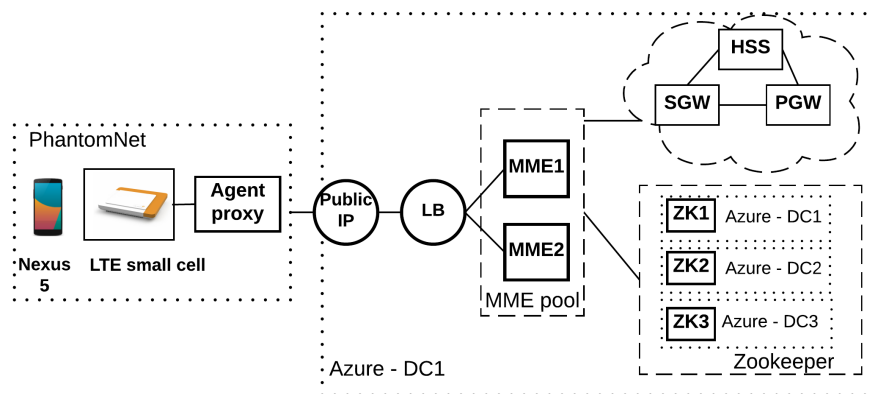 PhantomNet
Nexus
5
LTE small cell
Agent
proxy
Public
IP
LB
MME1
MME2
MME pool
HSS
SGW
PGW
ZK1
Azure - DC1
ZK2
Azure - DC2
ZK3
Azure - DC3
Zookeeper
Azure - DC1